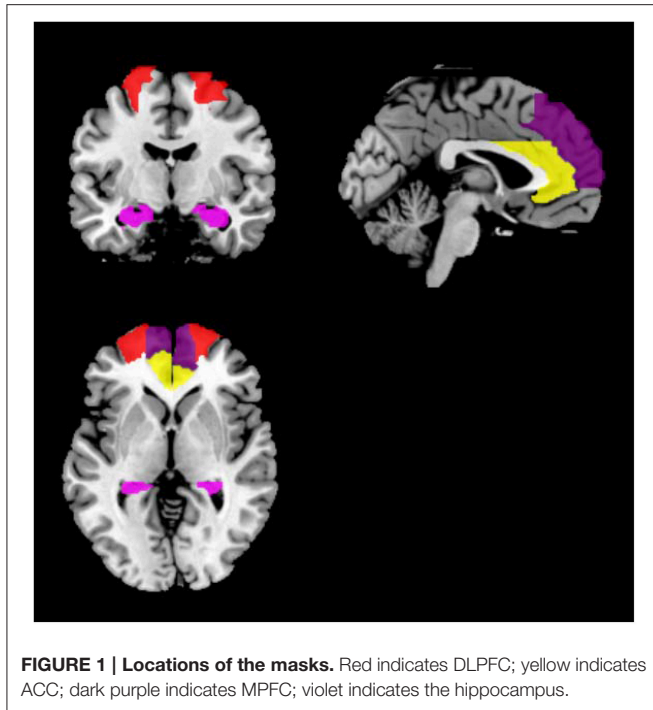 FIGURE 1 | Locations of the masks. Red indicates DLPFC; yellow indicates
ACC; dark purple indicates MPFC; violet indicates the hippocampus.